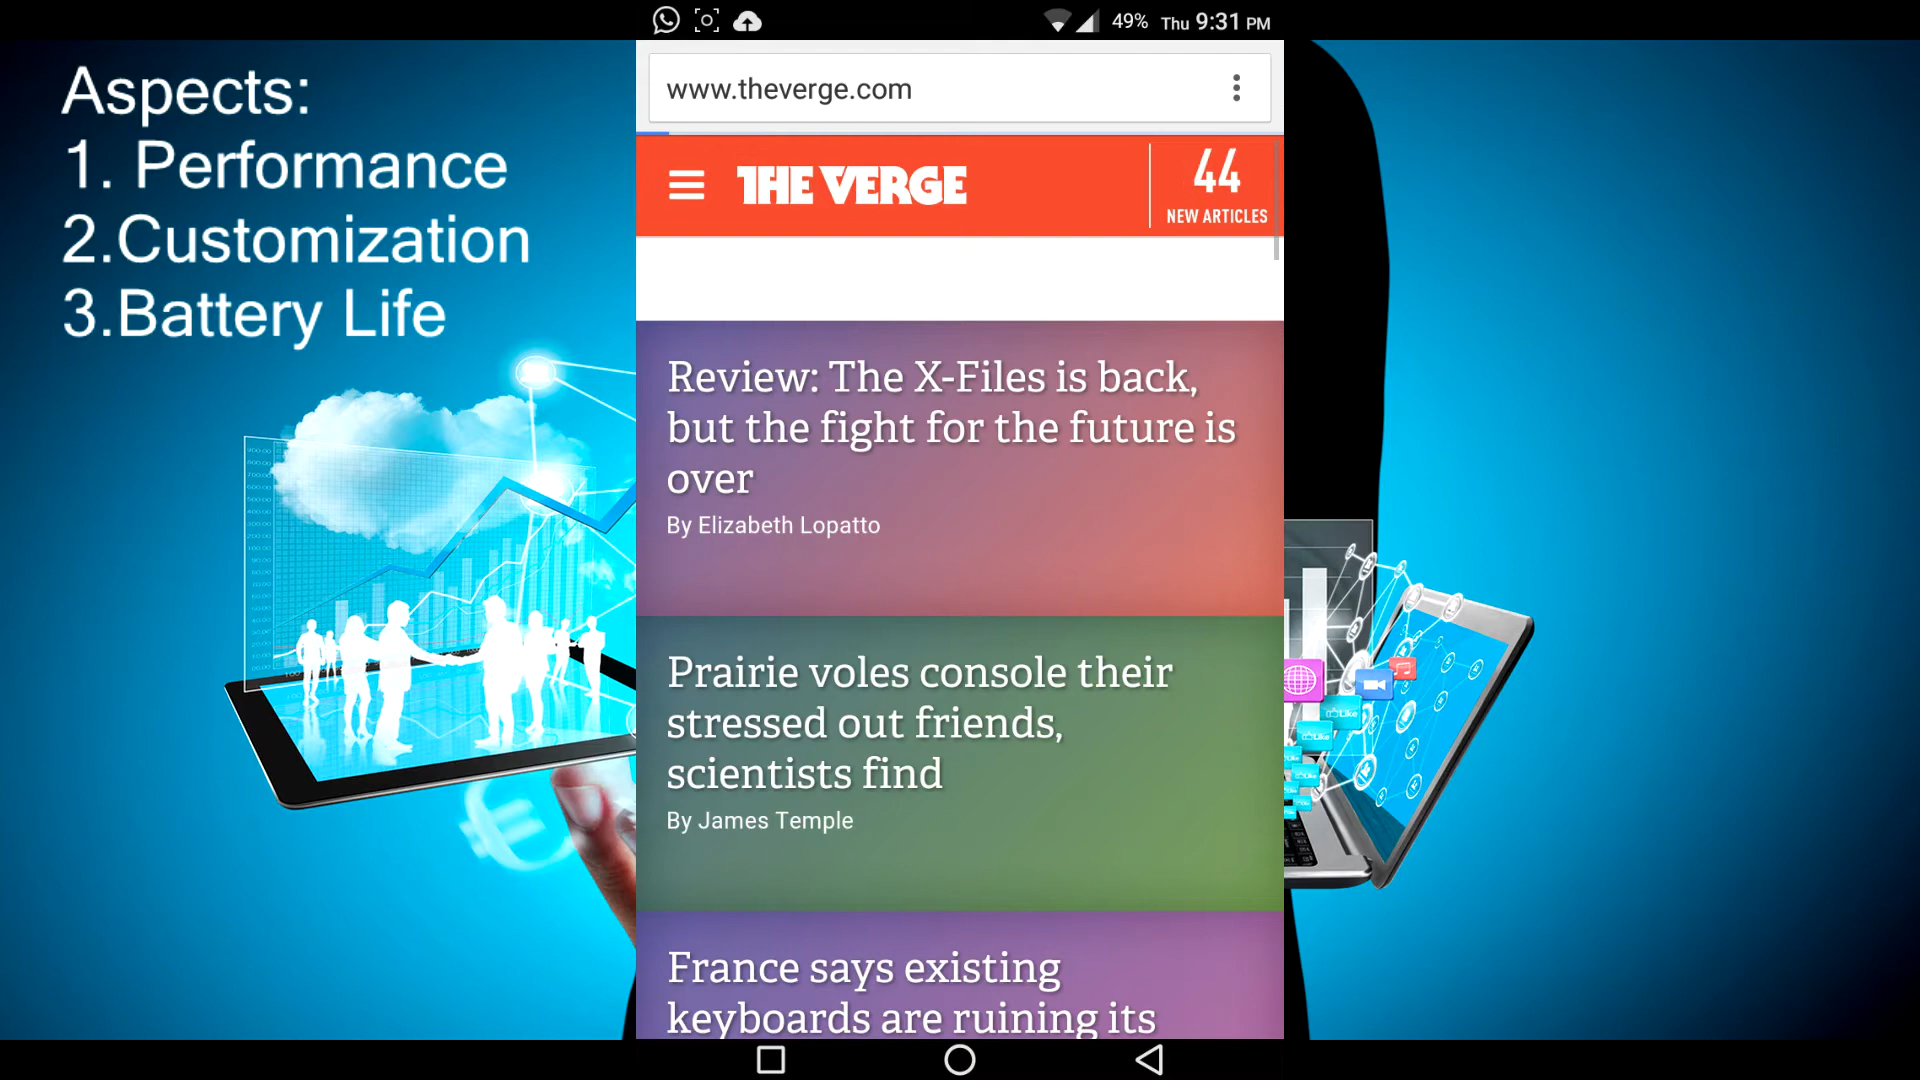 49% Thu 9:31 PM
Aspects:
1. Performance
2.Customization
3.Battery Life
www.theverge.com
THE VERGE
44
NEW ARTICLES
Review: The X-Files is back,
but the fight for the future is
over
By Elizabeth Lopatto
Prairie voles console their
stressed out friends,
scientists find
By James Temple
France says existing
keyboards are ruining its
Like
Like